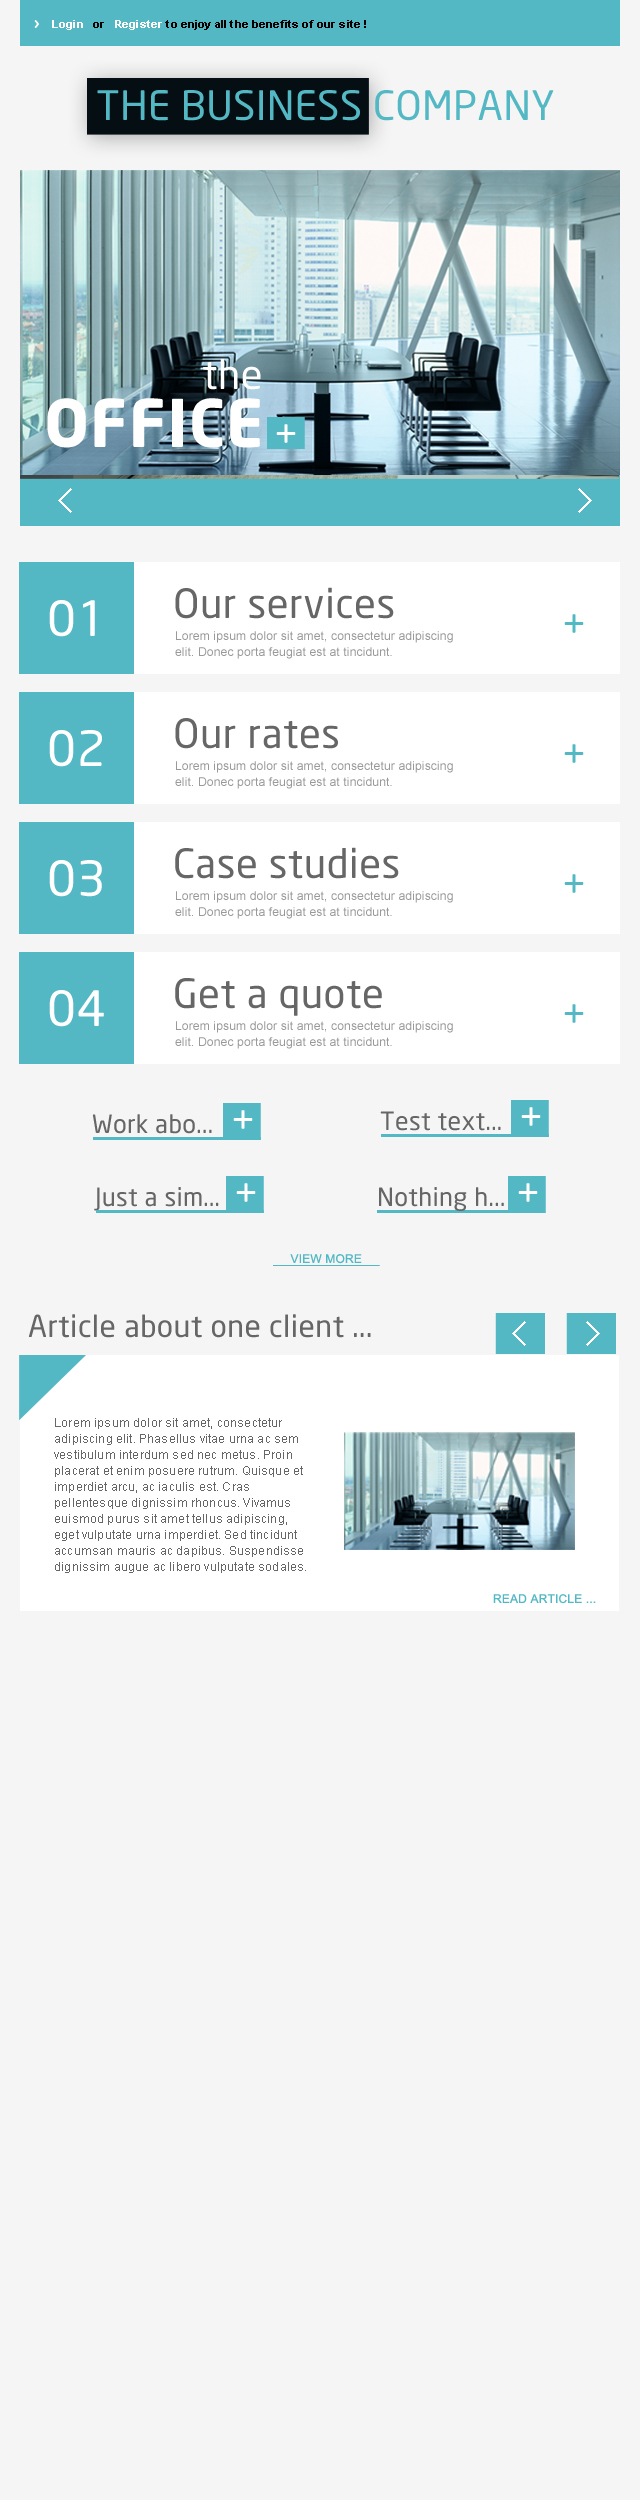 › Login or Register to enjoy all the benefits of our site !
THE BUSINESS COMPANY
the
OFFICE +
01
Our services
Lorem ipsum dolor sit amet, consectetur adipiscing
elit. Donec porta feugiat est at tincidunt.
+
02
Our rates
Lorem ipsum dolor sit amet, consectetur adipiscing
elit. Donec porta feugiat est at tincidunt.
+
03
Case studies
Lorem ipsum dolor sit amet, consectetur adipiscing
elit. Donec porta feugiat est at tincidunt.
+
04
Get a quote
Lorem ipsum dolor sit amet, consectetur adipiscing
elit. Donec porta feugiat est at tincidunt.
+
Work abo... +
Test text... +
Just a sim... +
Nothing h... +
VIEW MORE
Article about one client ...
Lorem ipsum dolor sit amet, consectetur
adipiscing elit. Phasellus vitae urna ac sem
vestibulum interdum sed nec metus. Proin
placerat et enim posuere rutrum. Quisque et
imperdiet arcu, ac iaculis est. Cras
pellentesque dignissim rhoncus. Vivamus
euismod purus sit amet tellus adipiscing,
eget vulputate urna imperdiet. Sed tincidunt
accumsan mauris ac dapibus. Suspendisse
dignissim augue ac libero vulputate sodales.
READ ARTICLE ...